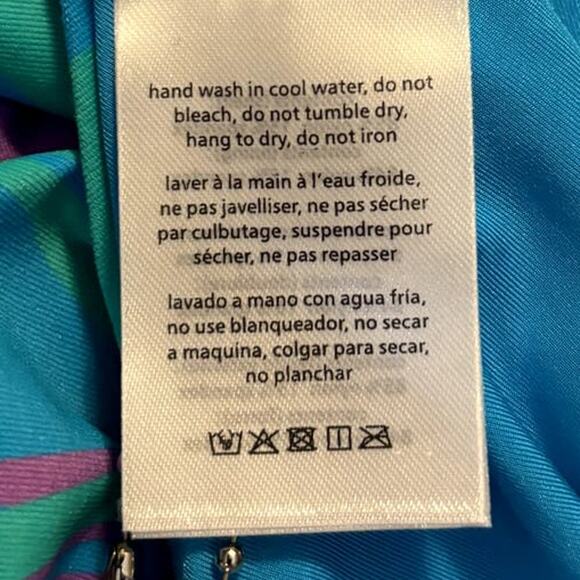 hand wash in cool water, do not
bleach, do not tumble dry,
hang to dry, do not iron
laver à la main à l'eau froide,
ne pas javelliser, ne pas sécher
par culbutage, suspendre pour
sécher, ne pas repasser
lavado a mano con agua fría,
no use blanqueador, no secar
a maquina, colgar para secar,
no planchar